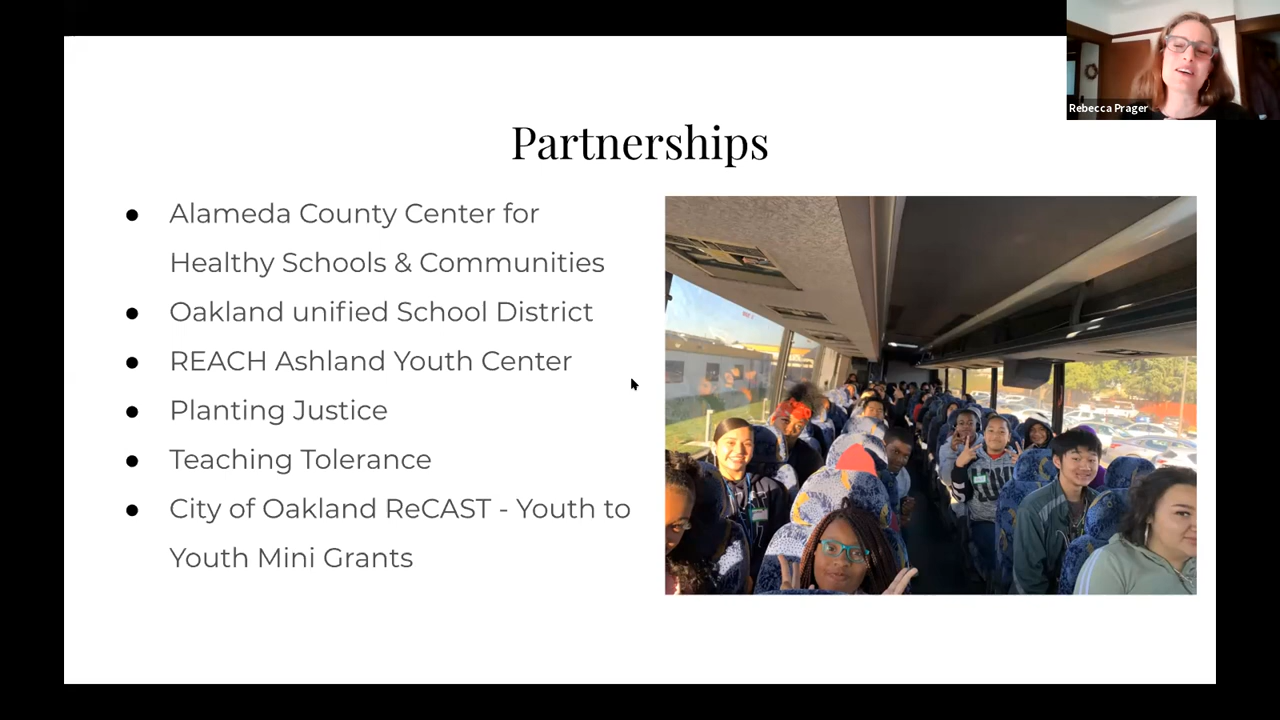 Rebecca Prager
Partnerships
● Alameda County Center for
Healthy Schools & Communities
● Oakland unified School District
● REACH Ashland Youth Center
● Planting Justice
● Teaching Tolerance
● City of Oakland ReCAST - Youth to
Youth Mini Grants